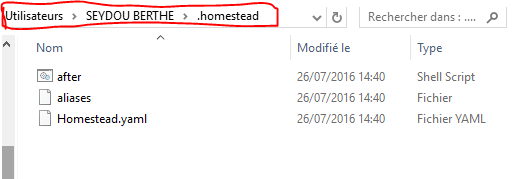 Utilisateurs > SEYDOU BERTHE > .homestead
Rechercher dans : ....
Nom Modifié le Type
after 26/07/2016 14:40 Shell Script
aliases 26/07/2016 14:40 Fichier
Homestead.yaml 26/07/2016 14:40 Fichier YAML